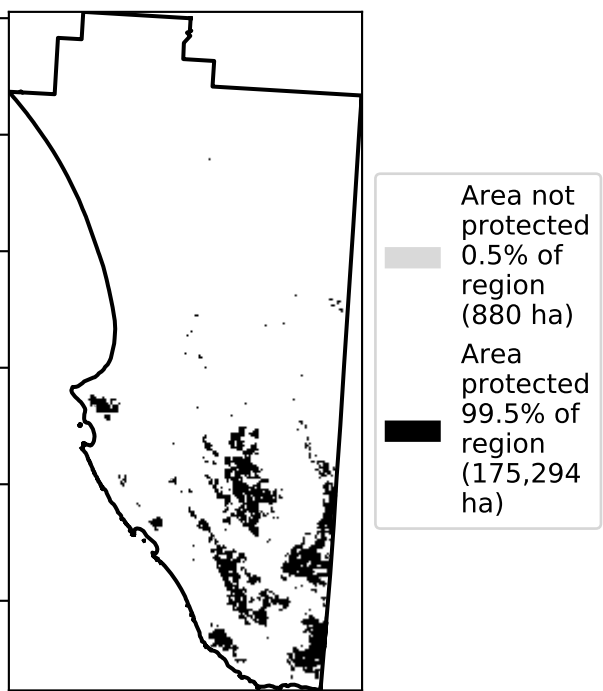 Area not
protected
0.5% of
region
(880 ha)
Area
protected
99.5% of
region
(175,294
ha)